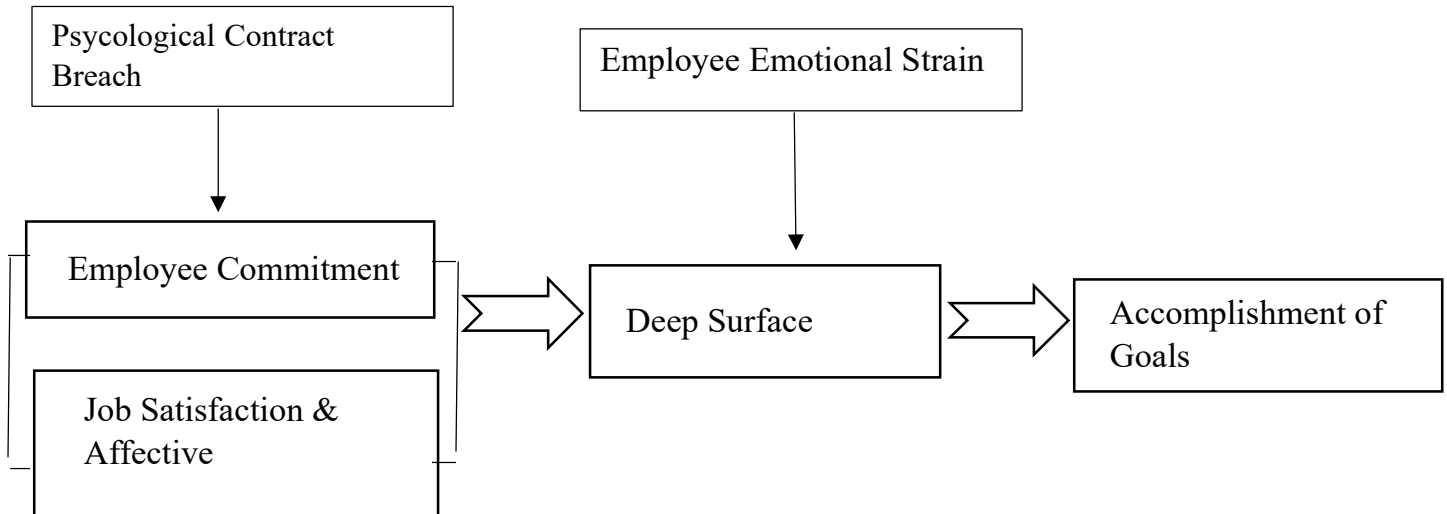 Psycological Contract
Breach
Employee Emotional Strain
Employee Commitment
Deep Surface
Accomplishment of
Goals
Job Satisfaction &
Affective